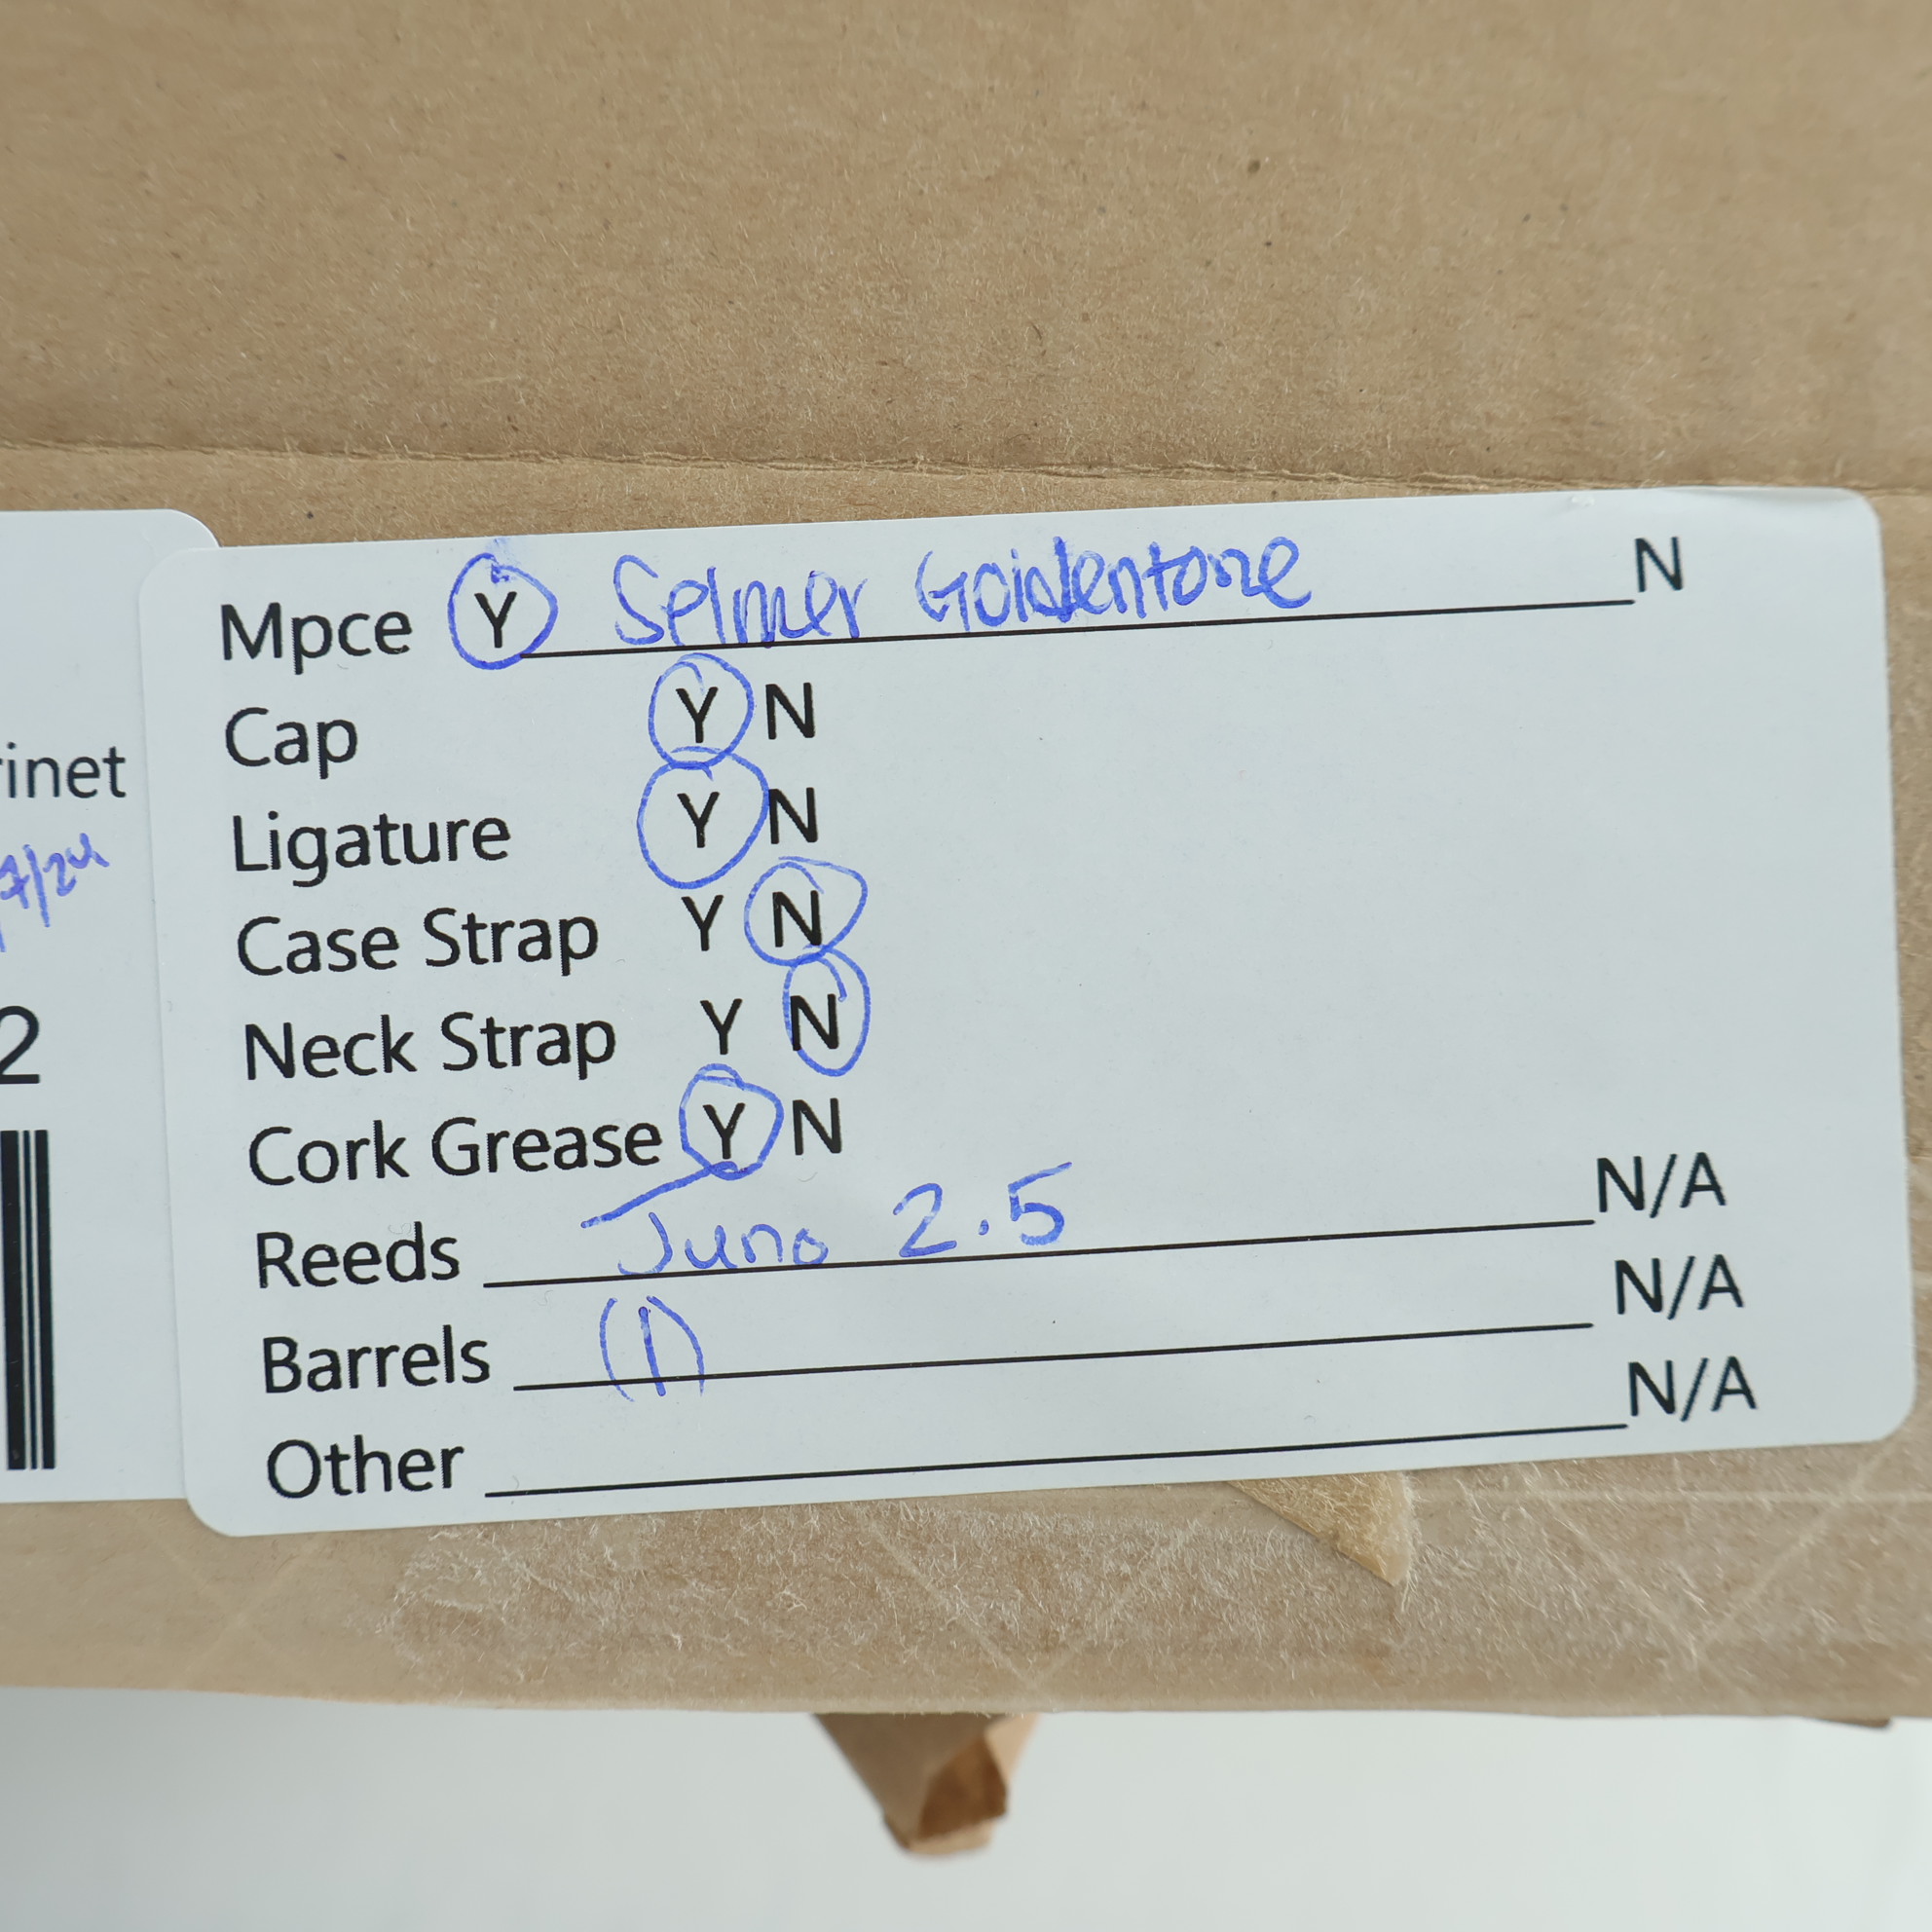 Mpce Y Selmer Goldentone N
Cap Y N
Ligature Y N
Case Strap Y N
Neck Strap Y N
Cork Grease Y N
Reeds Juno 2.5 N/A
Barrels (1) N/A
Other N/A
rinet
2